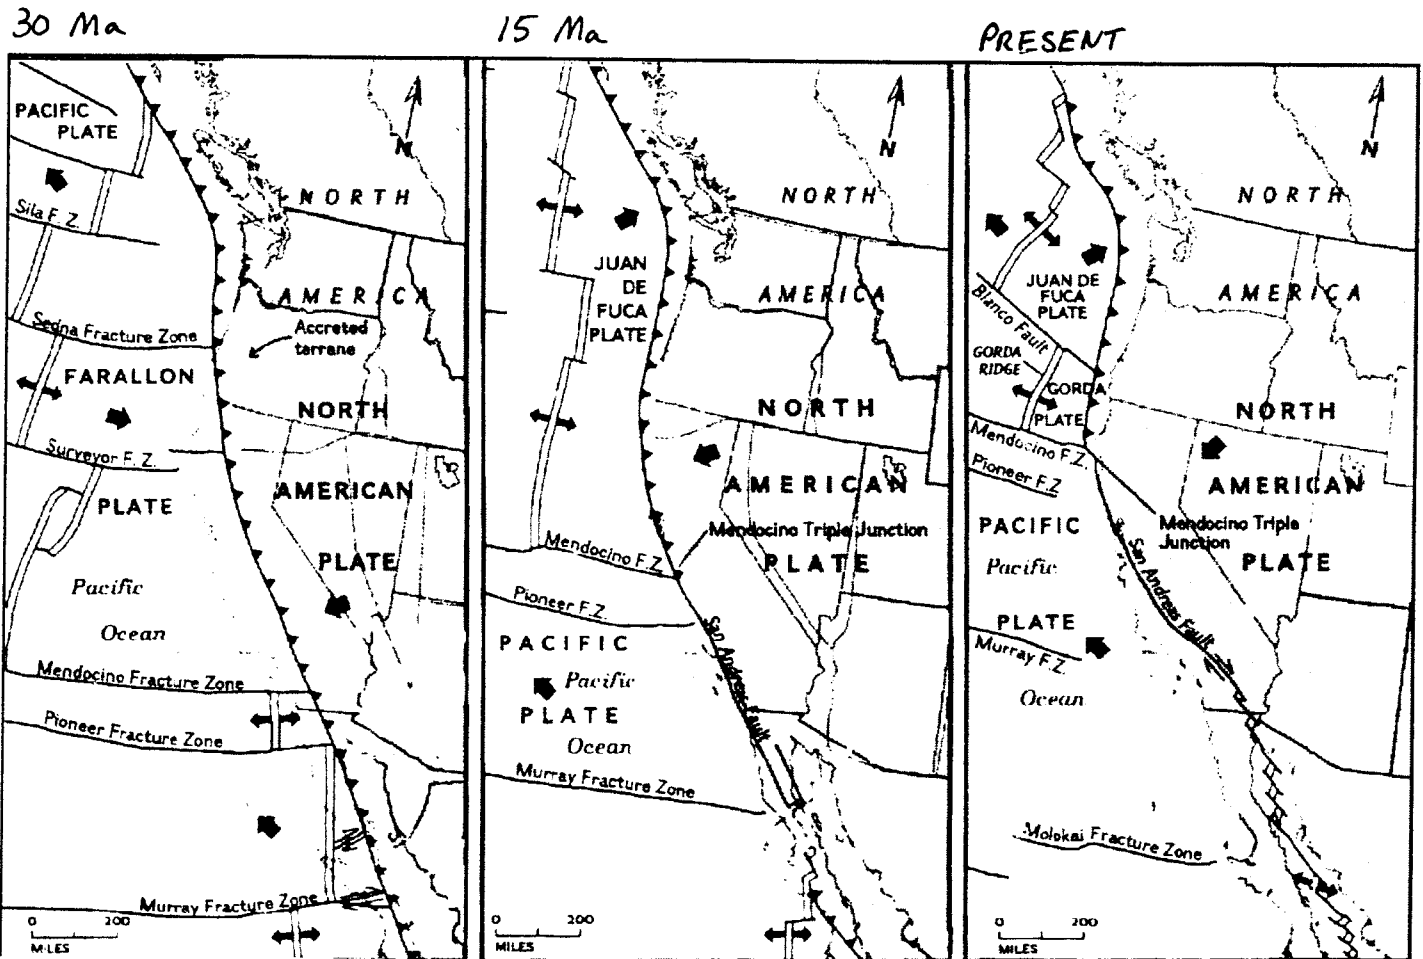 30 Ma
PACIFIC
PLATE
N
NORTH
Sila F. Z.
AMERICA
Sedna Fracture Zone
Accreted
terrane
FARALLON
NORTH
Surveyor F. Z.
AMERICAN
PLATE
PLATE
Pacific
Ocean
Mendocino Fracture Zone
Pioneer Fracture Zone
Murray Fracture Zone
0 200
MILES
15 Ma
N
NORTH
JUAN
DE
FUCA
PLATE
AMERICA
NORTH
AMERICAN
Mendocino Triple Junction
PLATE
Mendocino F.Z.
Pioneer F.Z.
San Andreas Fault
PACIFIC
Pacific
PLATE
Ocean
Murray Fracture Zone
0 200
MILES
PRESENT
N
NORTH
JUAN DE
FUCA
PLATE
AMERICA
Blanco Fault
GORDA
RIDGE
GORDA
PLATE
NORTH
Mendocino F.Z.
Pioneer F.Z
AMERICAN
PACIFIC
Mendocino Triple
Junction
Pacific
San Andreas Fault
PLATE
PLATE
Murray F.Z.
Ocean
Molokai Fracture Zone
0 200
MILES